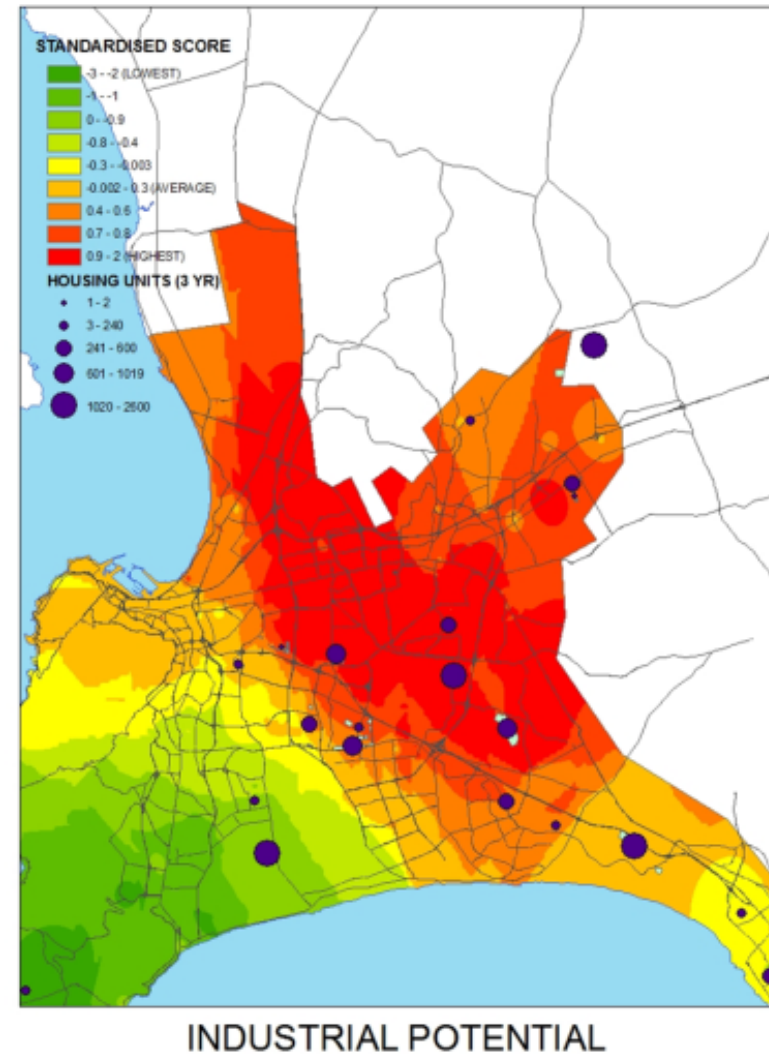 STANDARDISED SCORE
-3 - -2 (LOWEST)
-1 - -1
0 - -0.9
-0.8 - -0.4
-0.3 - -0.003
-0.002 - 0.3 (AVERAGE)
0.4 - 0.6
0.7 - 0.8
0.9 - 2 (HIGHEST)
HOUSING UNITS (3 YR)
1 - 2
3 - 240
241 - 600
601 - 1019
1020 - 2600
INDUSTRIAL POTENTIAL